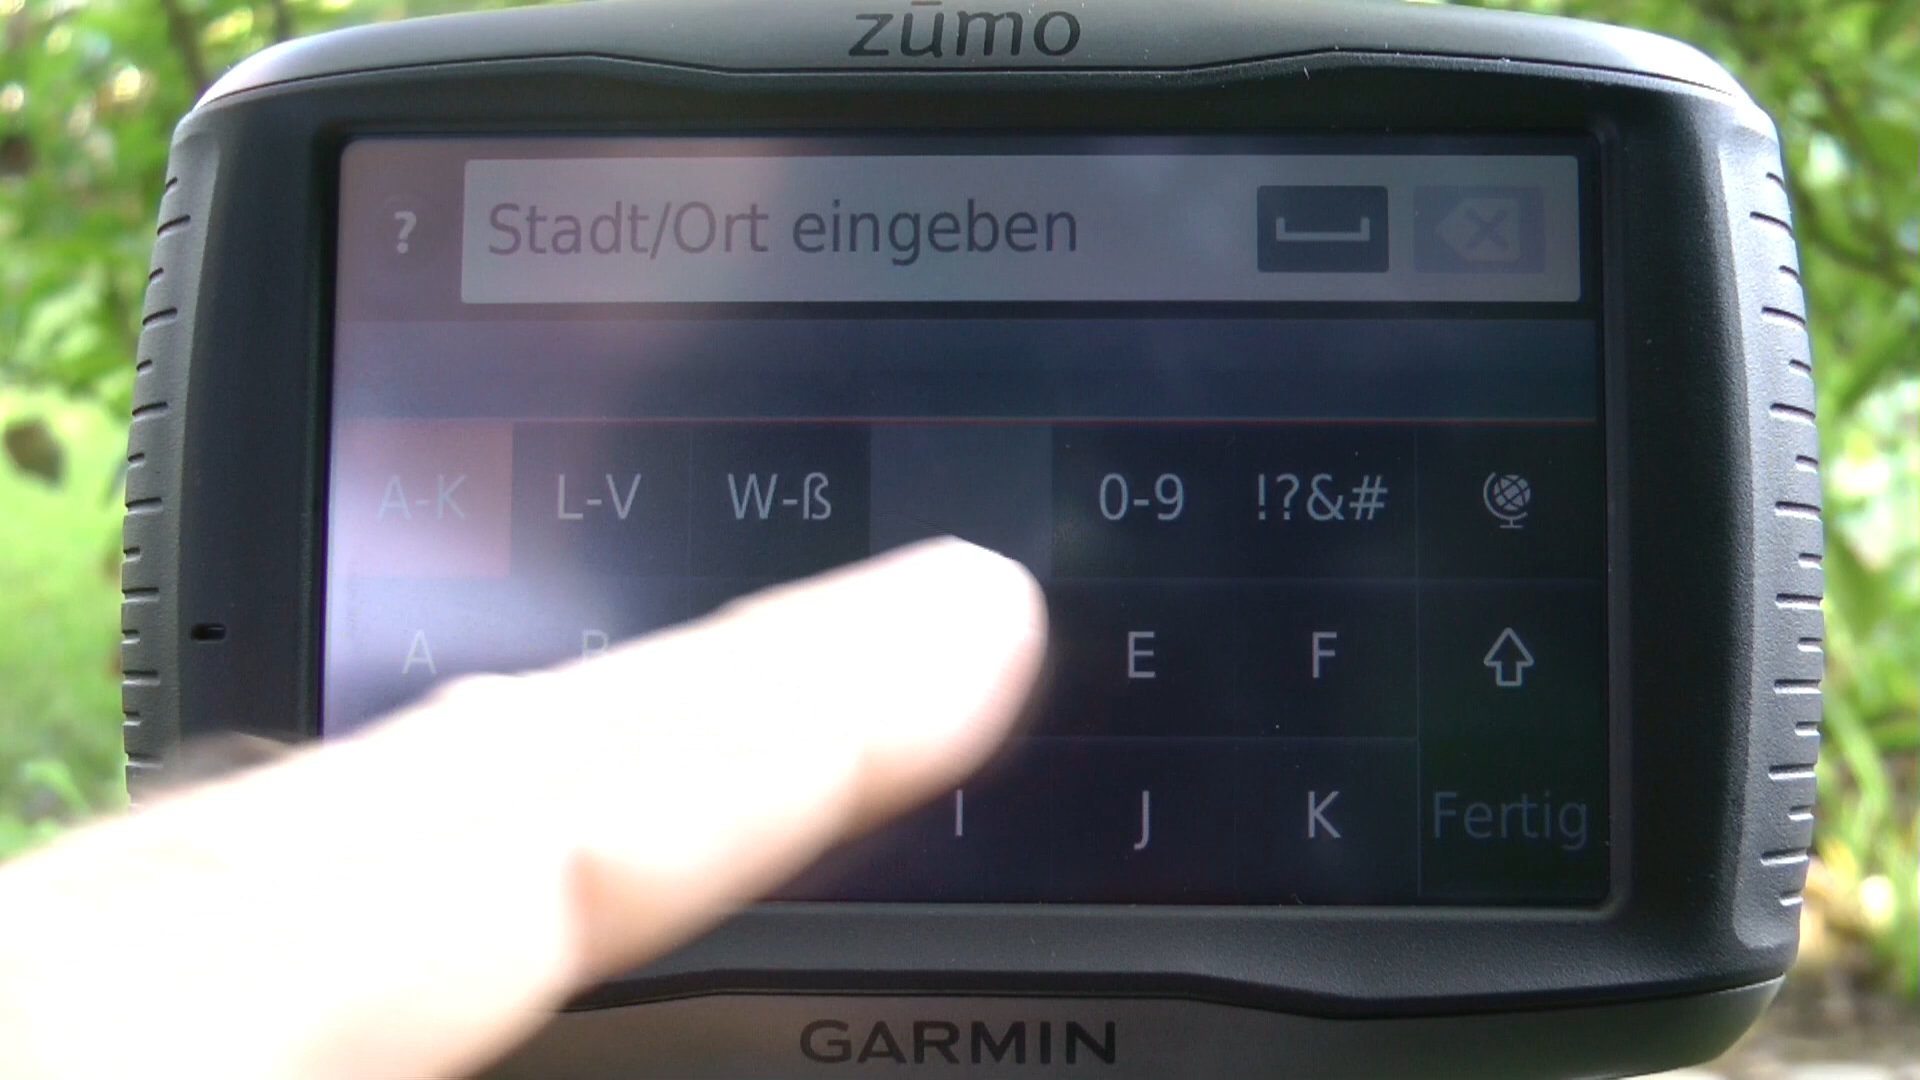 zūmo
? Stadt/Ort eingeben
A-K L-V W-ß 0-9 !?&#
A B E F
I J K Fertig
GARMIN